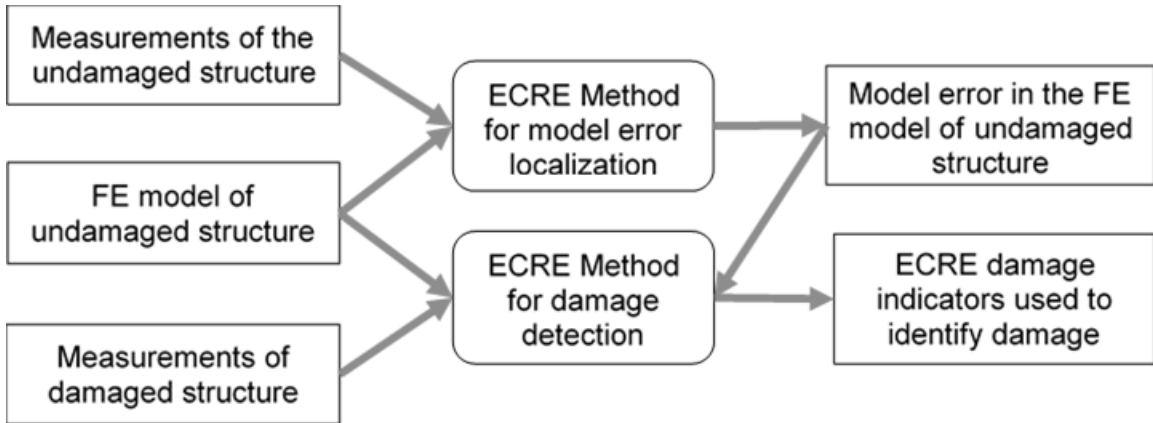 Measurements of the
undamaged structure
FE model of
undamaged structure
Measurements of
damaged structure
ECRE Method
for model error
localization
ECRE Method
for damage
detection
Model error in the FE
model of undamaged
structure
ECRE damage
indicators used to
identify damage